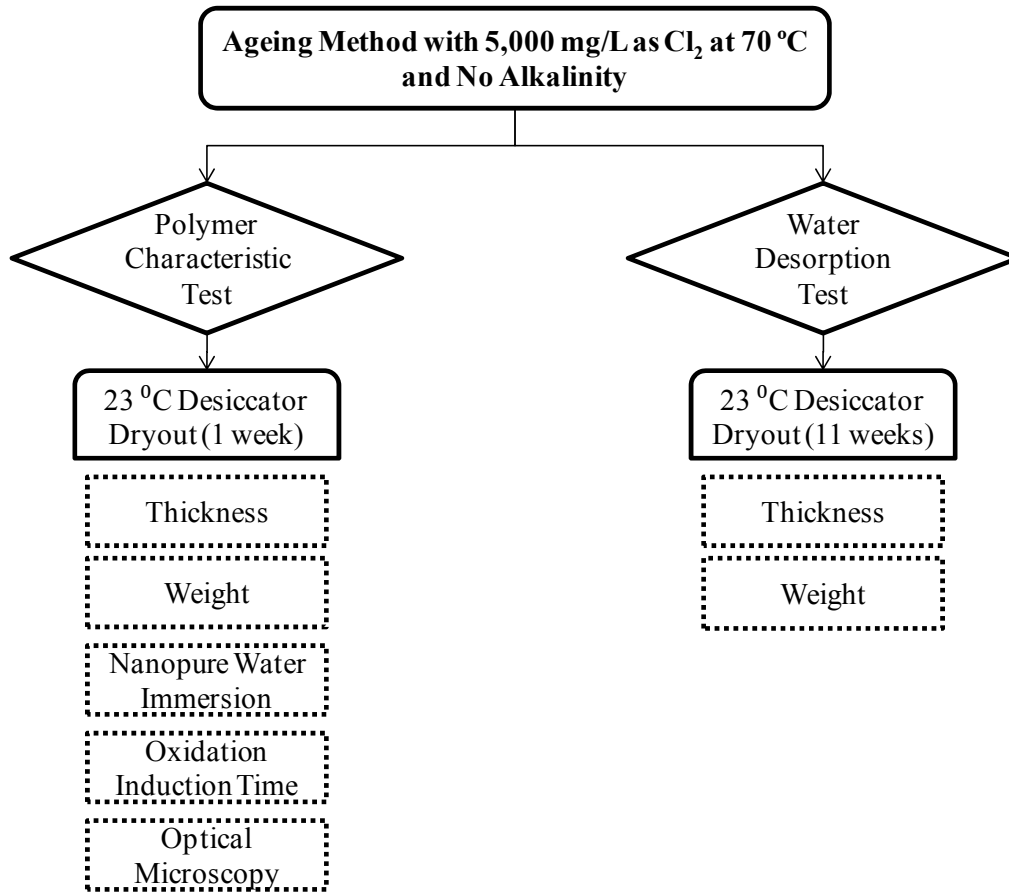 Ageing Method with 5,000 mg/L as Cl₂ at 70 ºC
and No Alkalinity
Polymer
Characteristic
Test
Water
Desorption
Test
23 ⁰C Desiccator
Dryout (1 week)
23 ⁰C Desiccator
Dryout (11 weeks)
Thickness
Weight
Nanopure Water
Immersion
Oxidation
Induction Time
Optical
Microscopy
Thickness
Weight